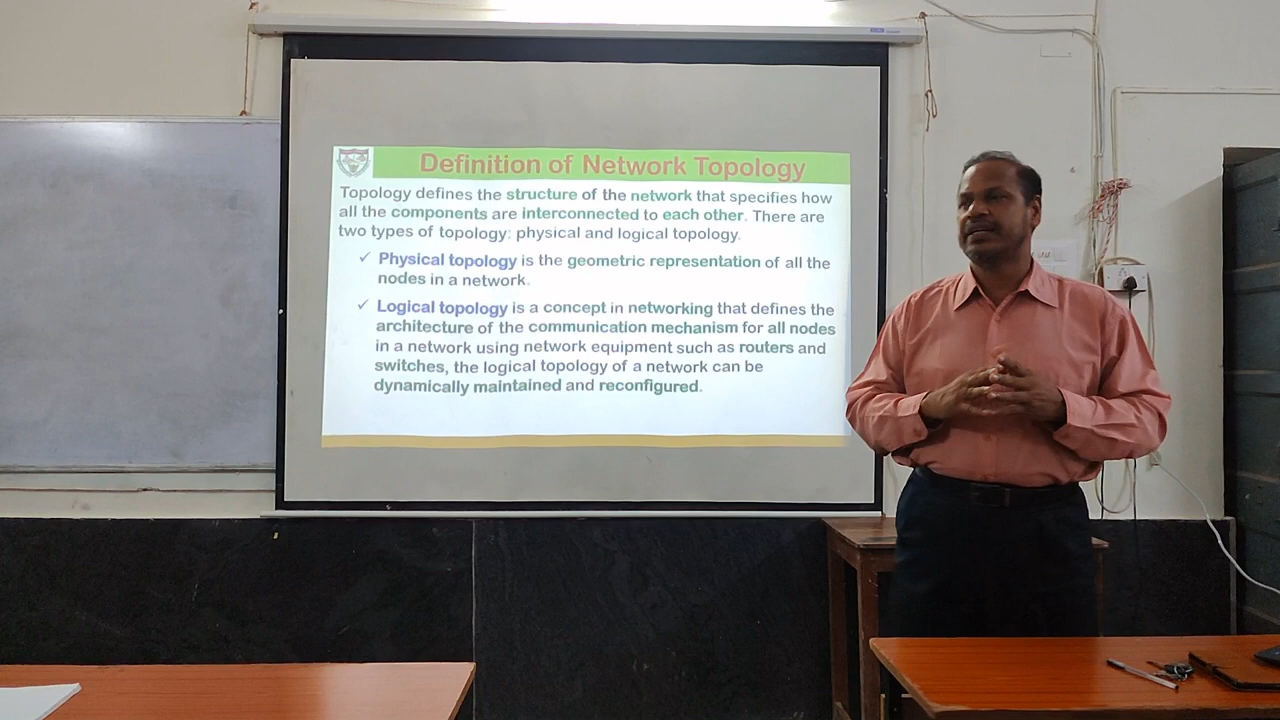 Definition of Network Topology
Topology defines the structure of the network that specifies how
all the components are interconnected to each other. There are
two types of topology: physical and logical topology.
✓ Physical topology is the geometric representation of all the
nodes in a network.
✓ Logical topology is a concept in networking that defines the
architecture of the communication mechanism for all nodes
in a network using network equipment such as routers and
switches, the logical topology of a network can be
dynamically maintained and reconfigured.